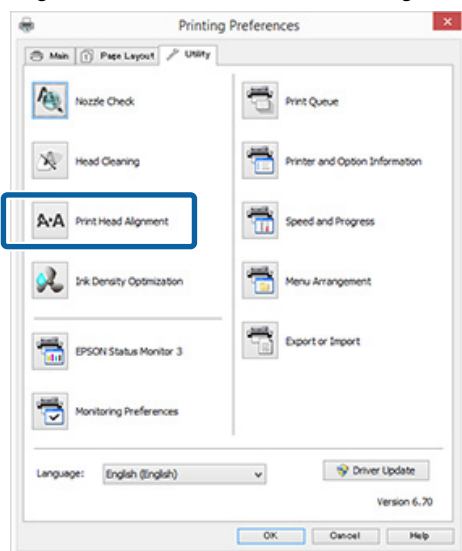 Printing Preferences
Main
Page Layout
Utility
Nozzle Check
Print Queue
Head Cleaning
Printer and Option Information
A·A
Print Head Alignment
Speed and Progress
Ink Density Optimization
Menu Arrangement
EPSON Status Monitor 3
Export or Import
Monitoring Preferences
Language:
English (English)
Driver Update
Version 6.70
OK
Cancel
Help